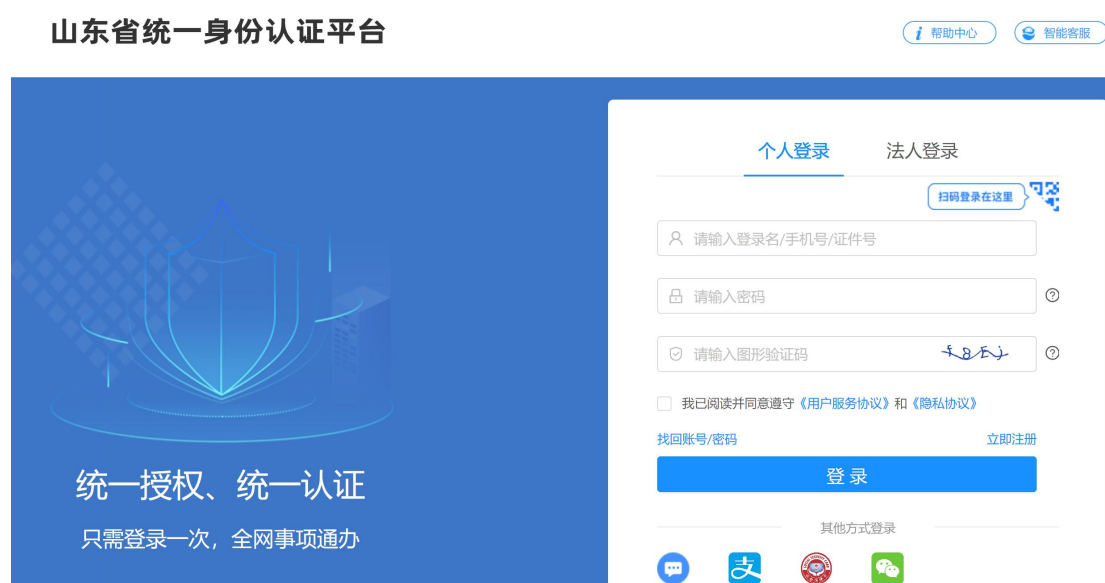 山东省统一身份认证平台
帮助中心
智能客服
个人登录
法人登录
扫码登录在这里
请输入登录名/手机号/证件号
请输入密码
请输入图形验证码
我已阅读并同意遵守《用户服务协议》和《隐私协议》
找回账号/密码
立即注册
登 录
统一授权、统一认证
只需登录一次，全网事项通办
其他方式登录